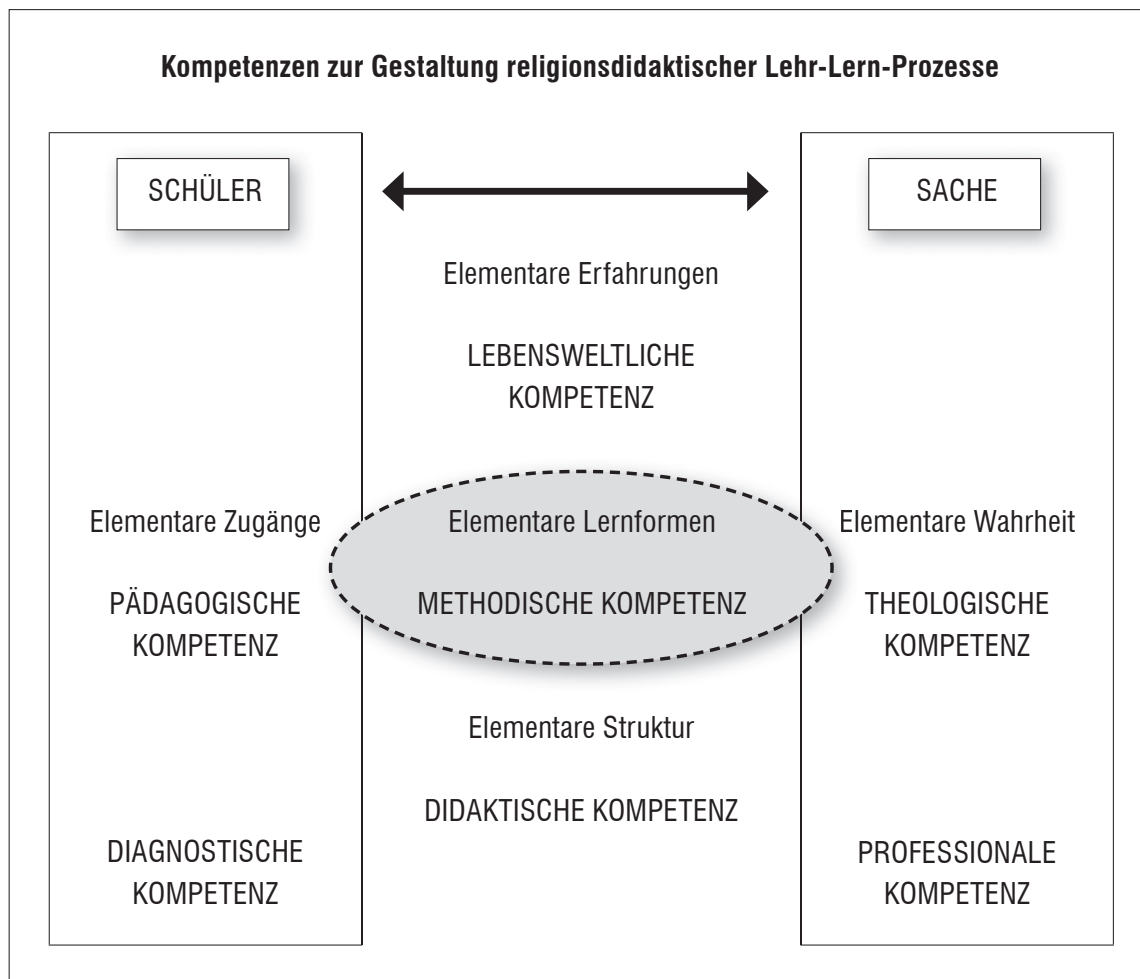 Kompetenzen zur Gestaltung religionsdidaktischer Lehr-Lern-Prozesse
SCHÜLER
SACHE
Elementare Erfahrungen
LEBENSWELTLICHE
KOMPETENZ
Elementare Zugänge
PÄDAGOGISCHE
KOMPETENZ
Elementare Lernformen
METHODISCHE KOMPETENZ
Elementare Wahrheit
THEOLOGISCHE
KOMPETENZ
Elementare Struktur
DIDAKTISCHE KOMPETENZ
DIAGNOSTISCHE
KOMPETENZ
PROFESSIONALE
KOMPETENZ